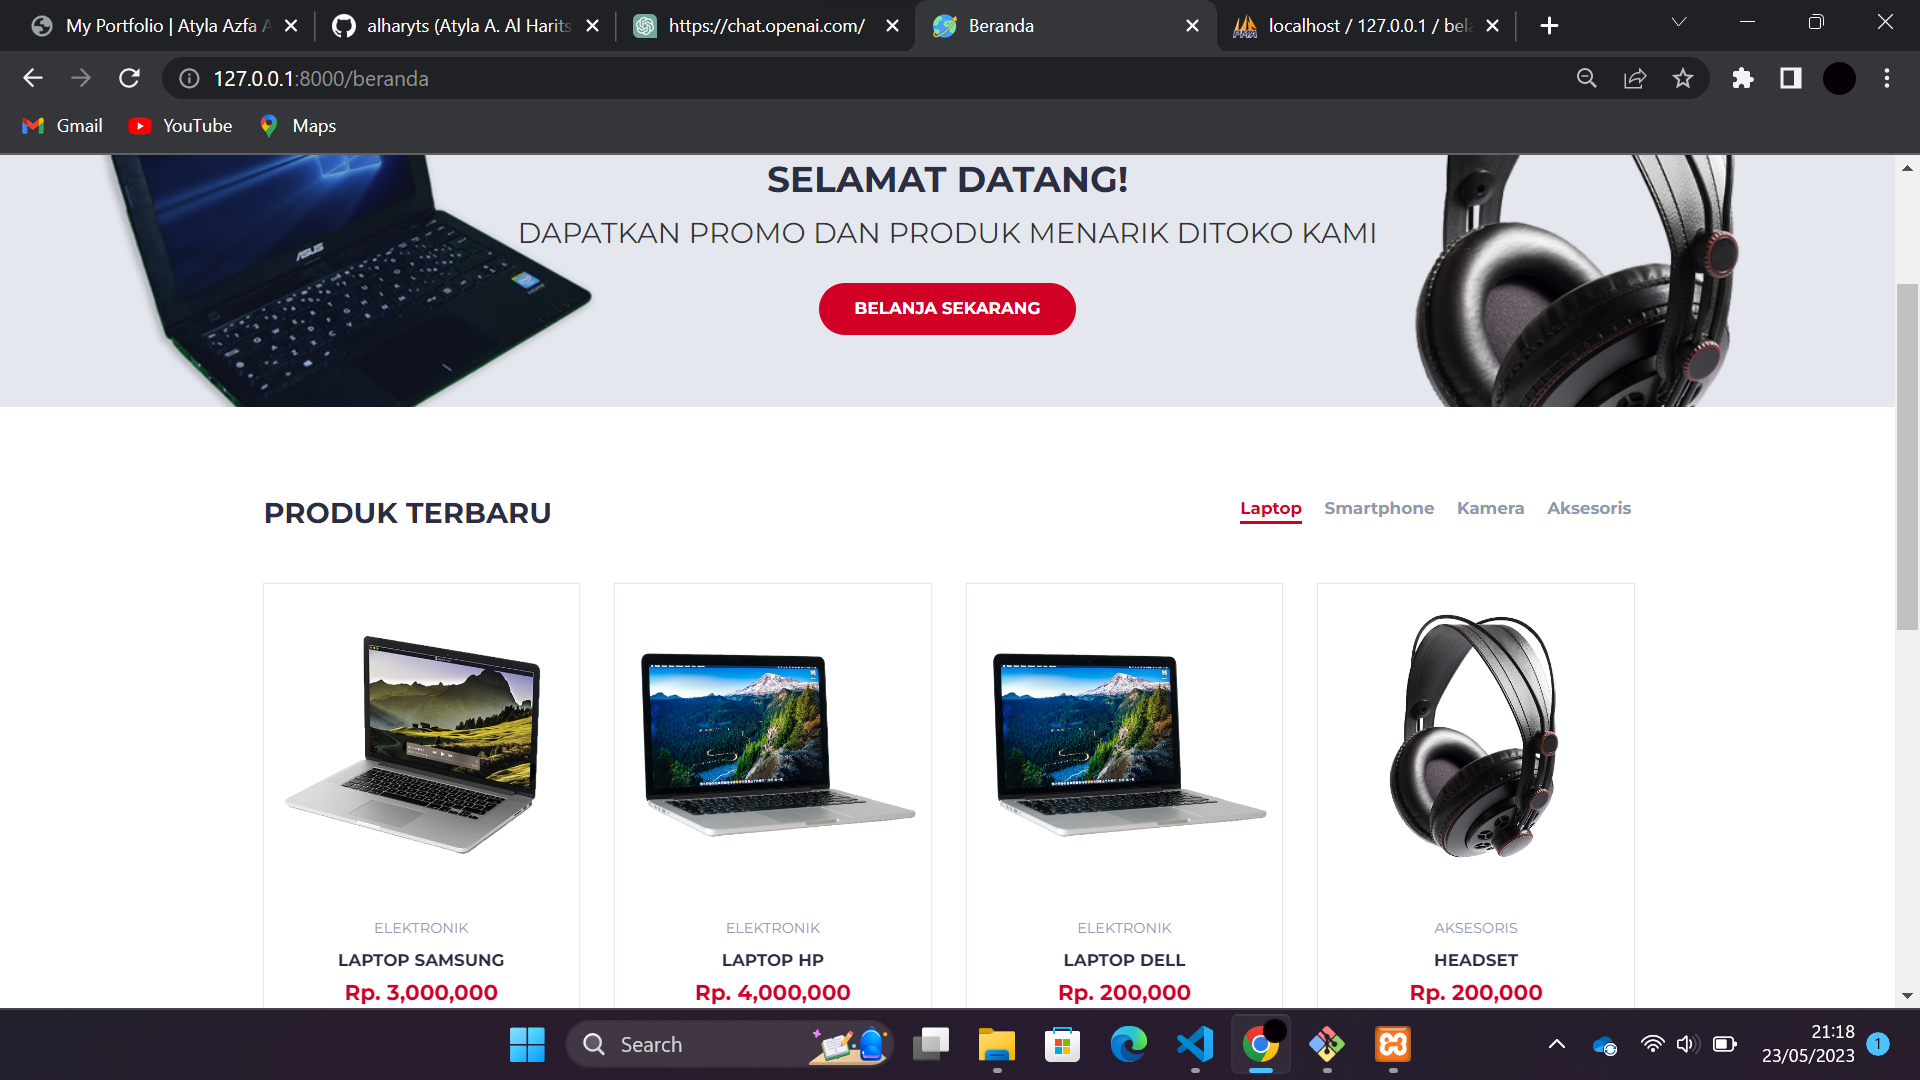 My Portfolio | Atyla Azfa A
alharyts (Atyla A. Al Harits
https://chat.openai.com/
Beranda
localhost / 127.0.0.1 / bela
127.0.0.1:8000/beranda
Gmail
YouTube
Maps
ASUS
SELAMAT DATANG!
DAPATKAN PROMO DAN PRODUK MENARIK DITOKO KAMI
BELANJA SEKARANG
PRODUK TERBARU
Laptop
Smartphone
Kamera
Aksesoris
ELEKTRONIK
LAPTOP SAMSUNG
Rp. 3,000,000
ELEKTRONIK
LAPTOP HP
Rp. 4,000,000
ELEKTRONIK
LAPTOP DELL
Rp. 200,000
AKSESORIS
HEADSET
Rp. 200,000
Search
21:18
23/05/2023
1